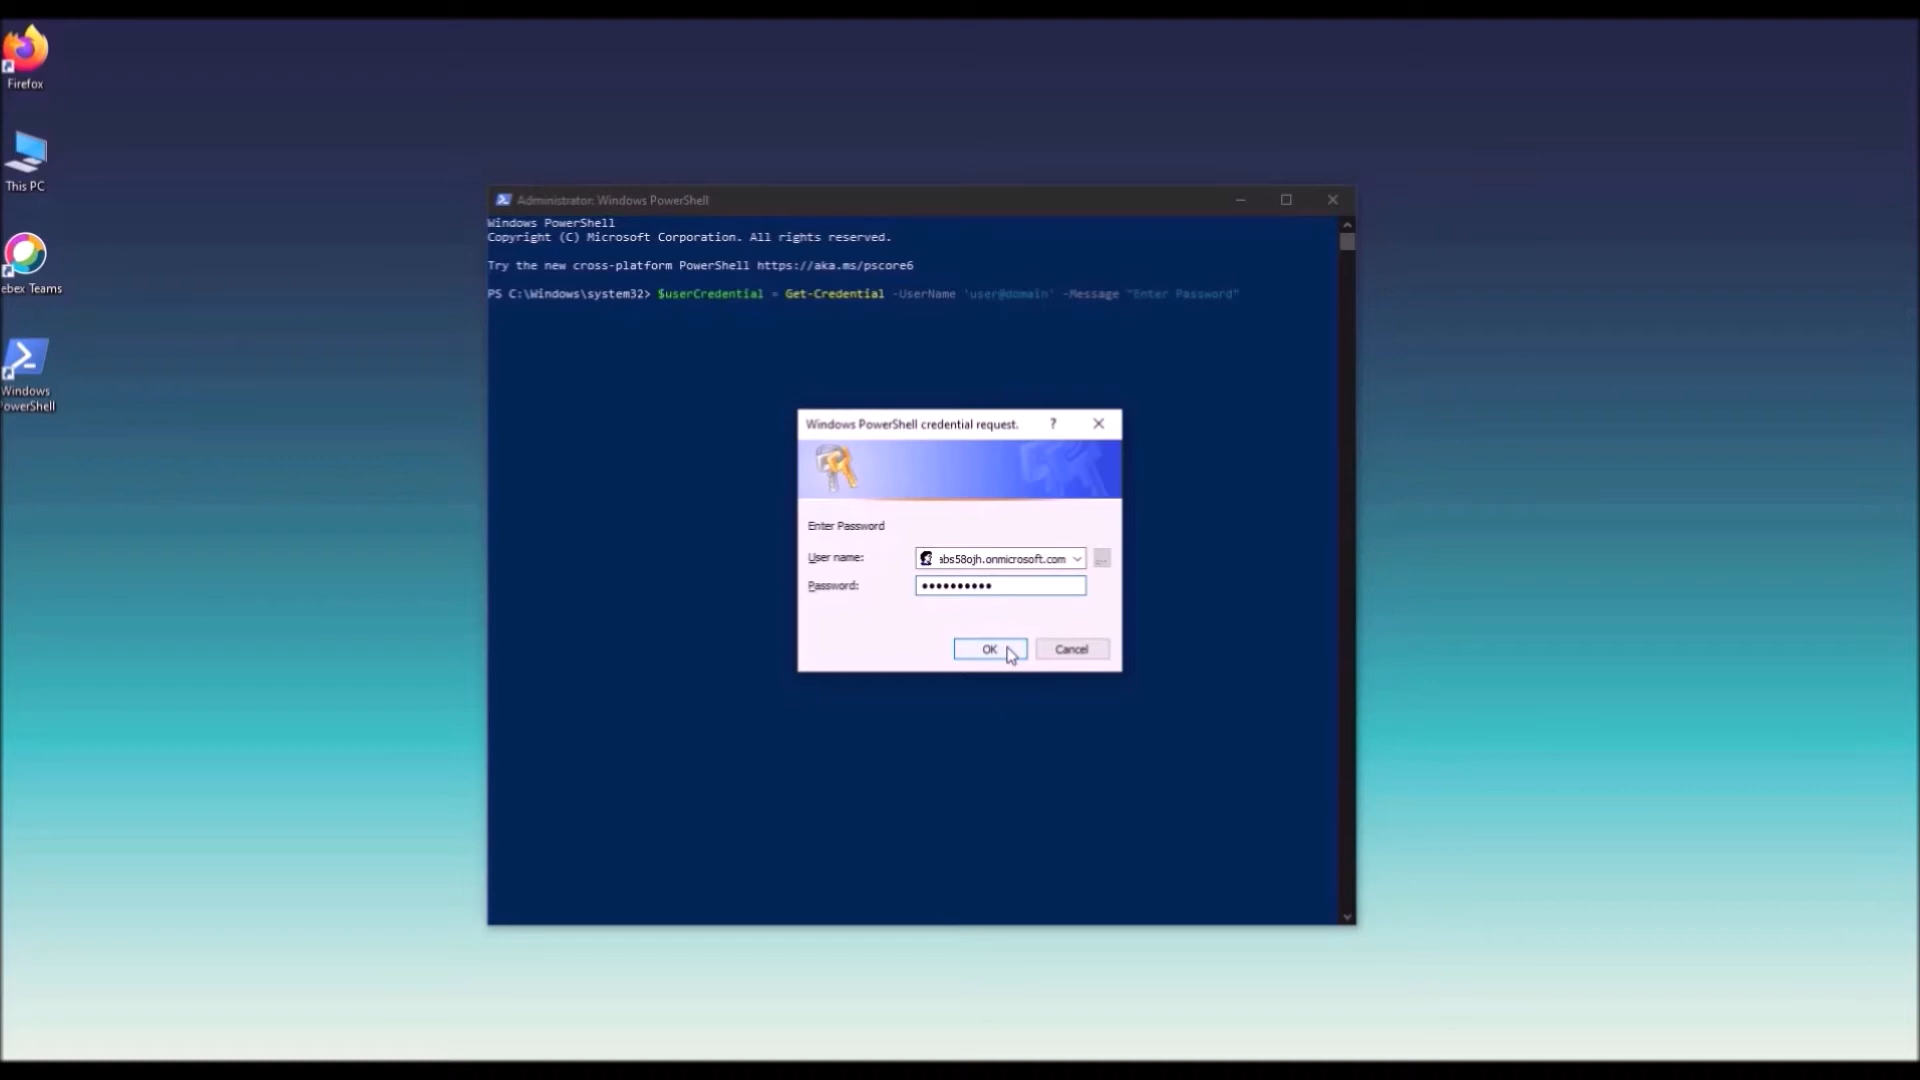 Firefox
This PC
ebex Teams
Windows
PowerShell
Administrator: Windows PowerShell
Windows PowerShell
Copyright (C) Microsoft Corporation. All rights reserved.
Try the new cross-platform PowerShell https://aka.ms/pscore6
PS C:\Windows\system32> $userCredential = Get-Credential -UserName 'user@domain' -Message "Enter Password"
Windows PowerShell credential request.
?
Enter Password
User name:
abs58ojh.onmicrosoft.com
...
Password:
••••••••••
OK
Cancel